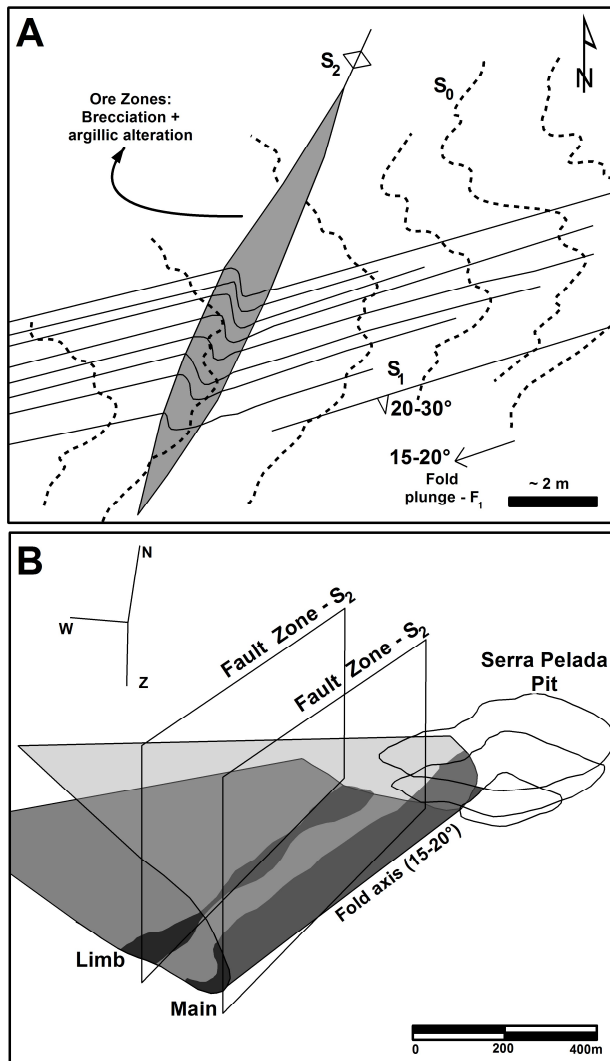 A
N
S2
S0
Ore Zones:
Brecciation +
argillic alteration
S1
20-30°
15-20°
Fold
plunge - F1
~ 2 m
B
N
W
Z
Fault Zone - S2
Fault Zone - S2
Serra Pelada
Pit
Fold axis (15-20°)
Limb
Main
0 200 400m